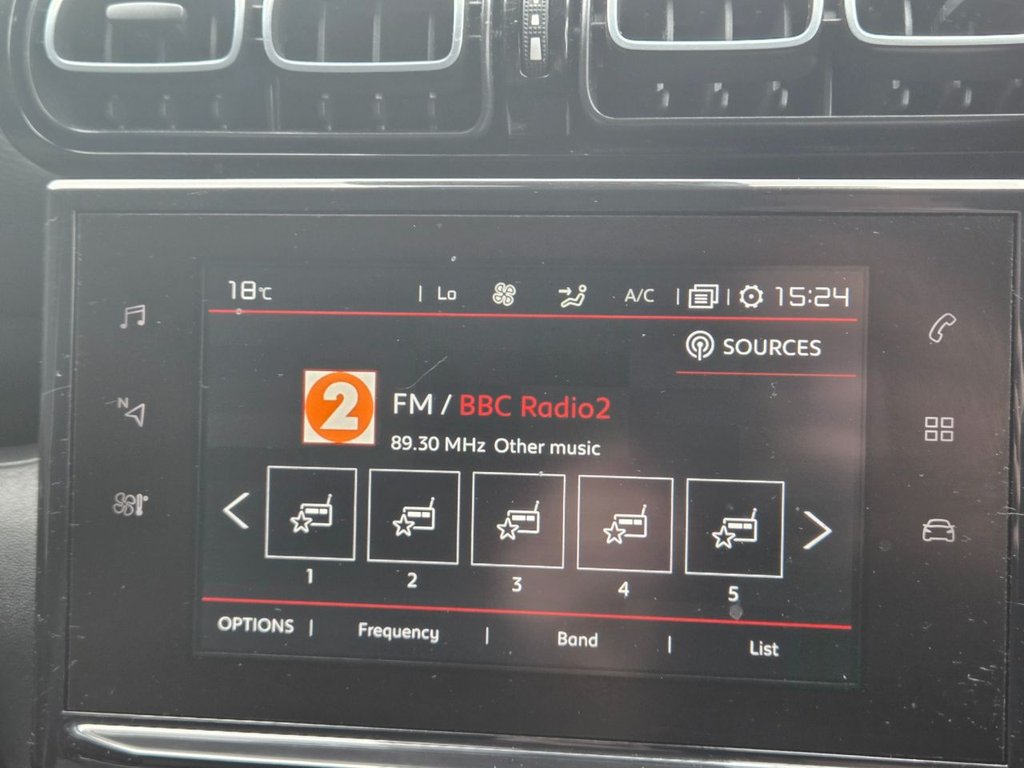 18°C | Lo A/C | | 15:24
SOURCES
2
FM / BBC Radio2
89.30 MHz Other music
1 2 3 4 5
OPTIONS | Frequency | Band | List
N